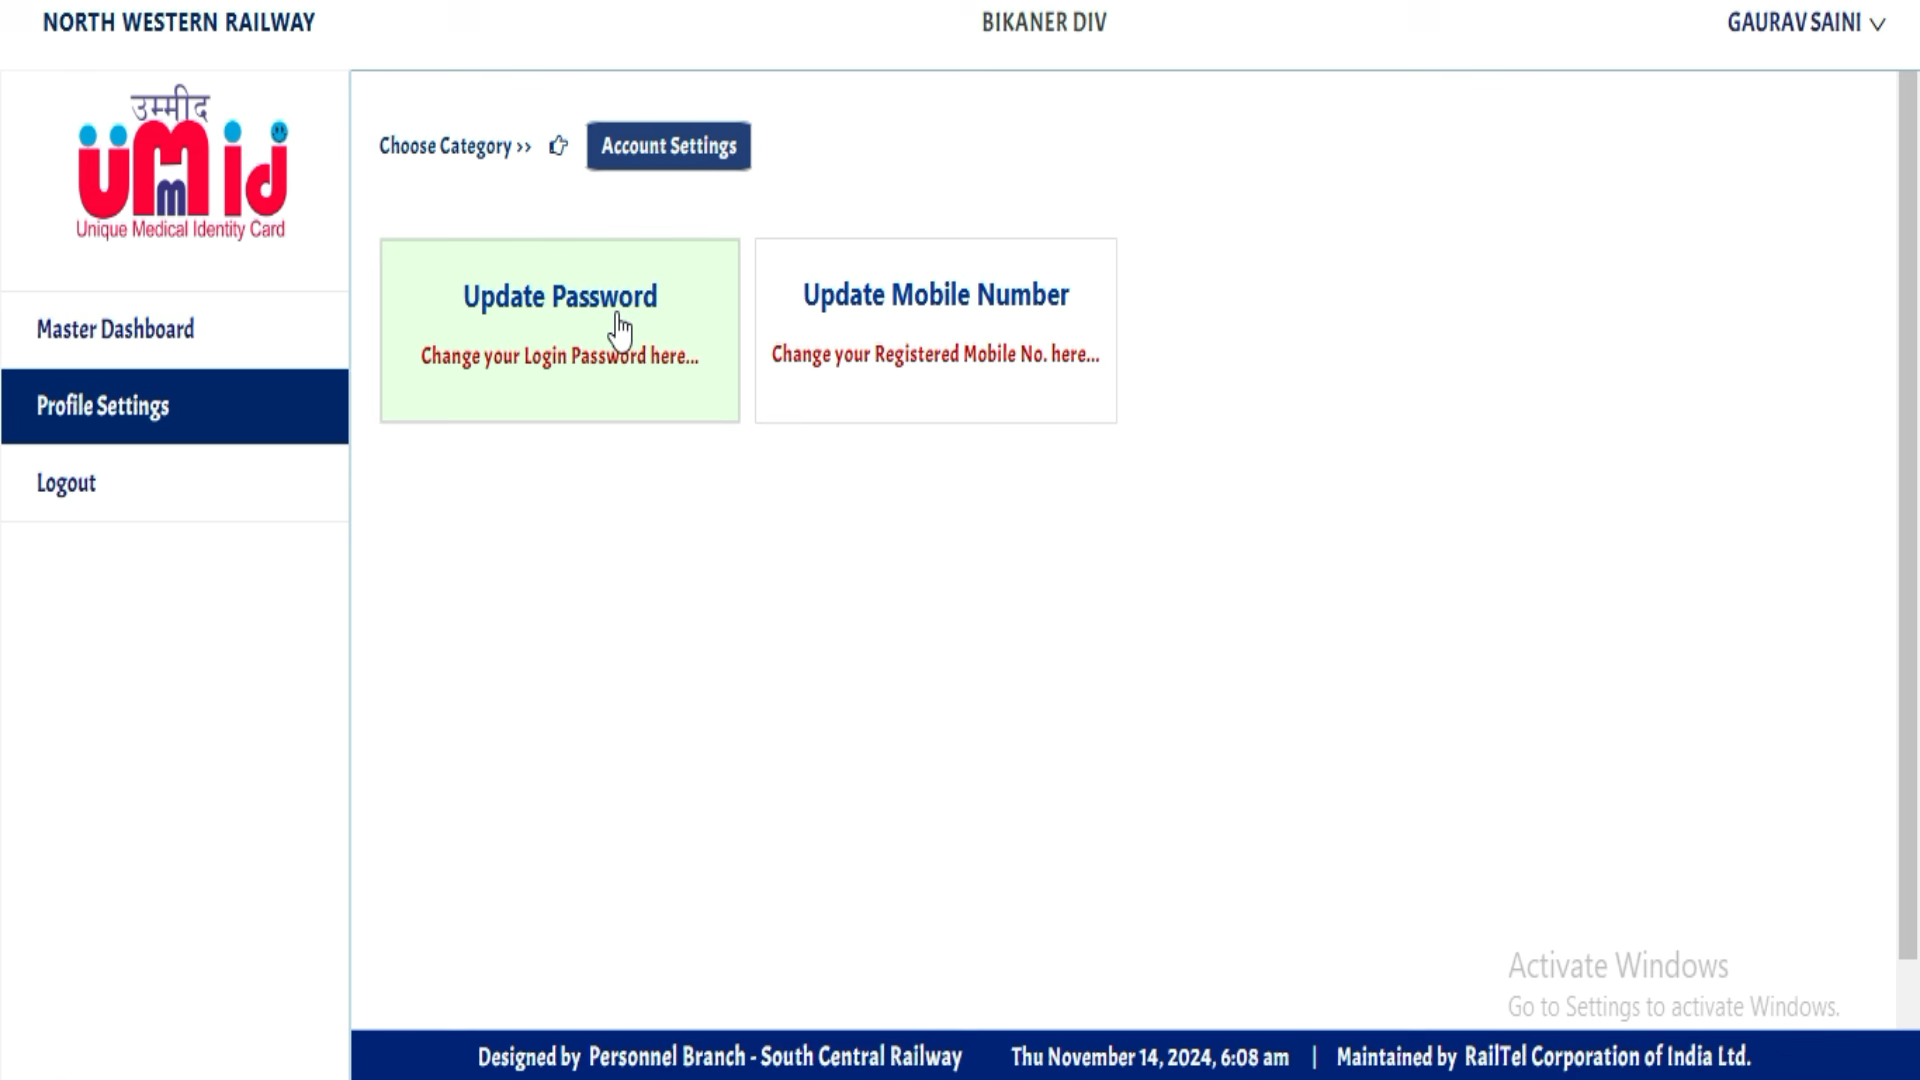 NORTH WESTERN RAILWAY
BIKANER DIV
GAURAV SAINI
उम्मीद
UMMID
m
Unique Medical Identity Card
Master Dashboard
Profile Settings
Logout
Choose Category >>
Account Settings
Update Password
Change your Login Password here...
Update Mobile Number
Change your Registered Mobile No. here...
Activate Windows
Go to Settings to activate Windows.
Designed by Personnel Branch - South Central Railway Thu November 14, 2024, 6:08 am | Maintained by RailTel Corporation of India Ltd.